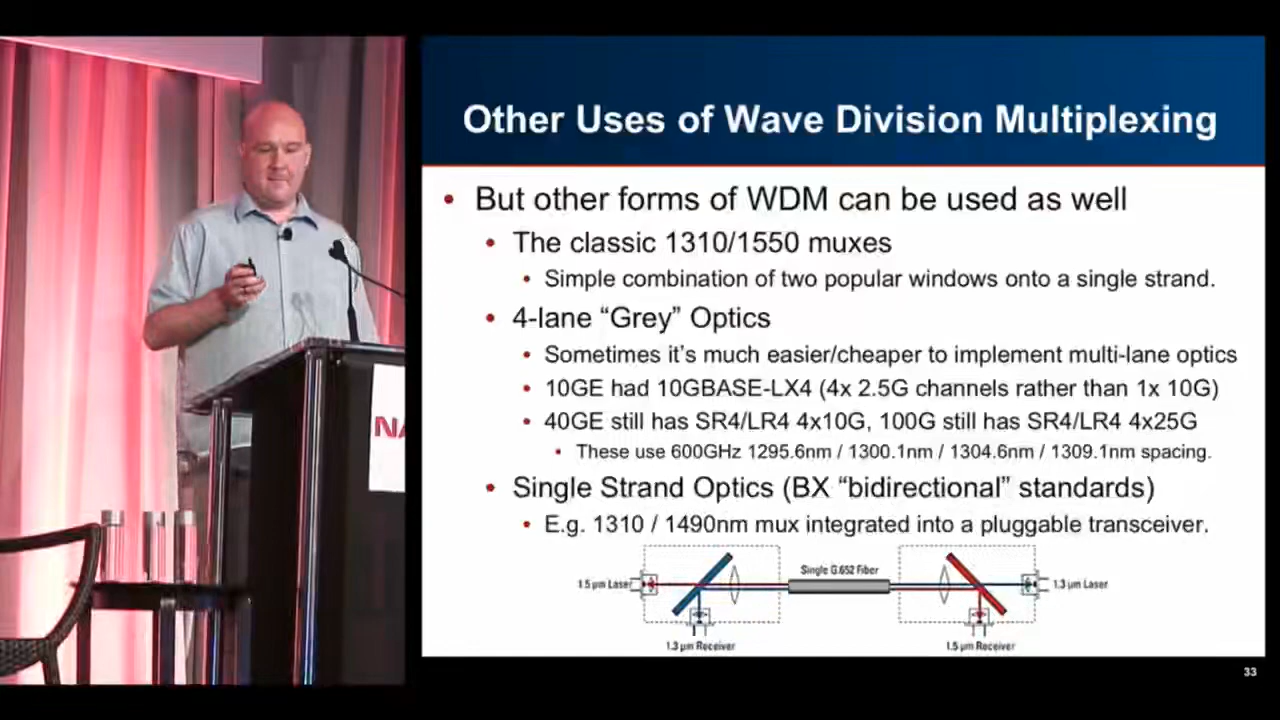 Other Uses of Wave Division Multiplexing
But other forms of WDM can be used as well
The classic 1310/1550 muxes
Simple combination of two popular windows onto a single strand.
4-lane “Grey” Optics
Sometimes it’s much easier/cheaper to implement multi-lane optics
10GE had 10GBASE-LX4 (4x 2.5G channels rather than 1x 10G)
40GE still has SR4/LR4 4x10G, 100G still has SR4/LR4 4x25G
These use 600GHz 1295.6nm / 1300.1nm / 1304.6nm / 1309.1nm spacing.
Single Strand Optics (BX “bidirectional” standards)
E.g. 1310 / 1490nm mux integrated into a pluggable transceiver.
Single G.652 Fiber
1.5 µm Laser
1.3 µm Laser
1.3 µm Receiver
1.5 µm Receiver
33